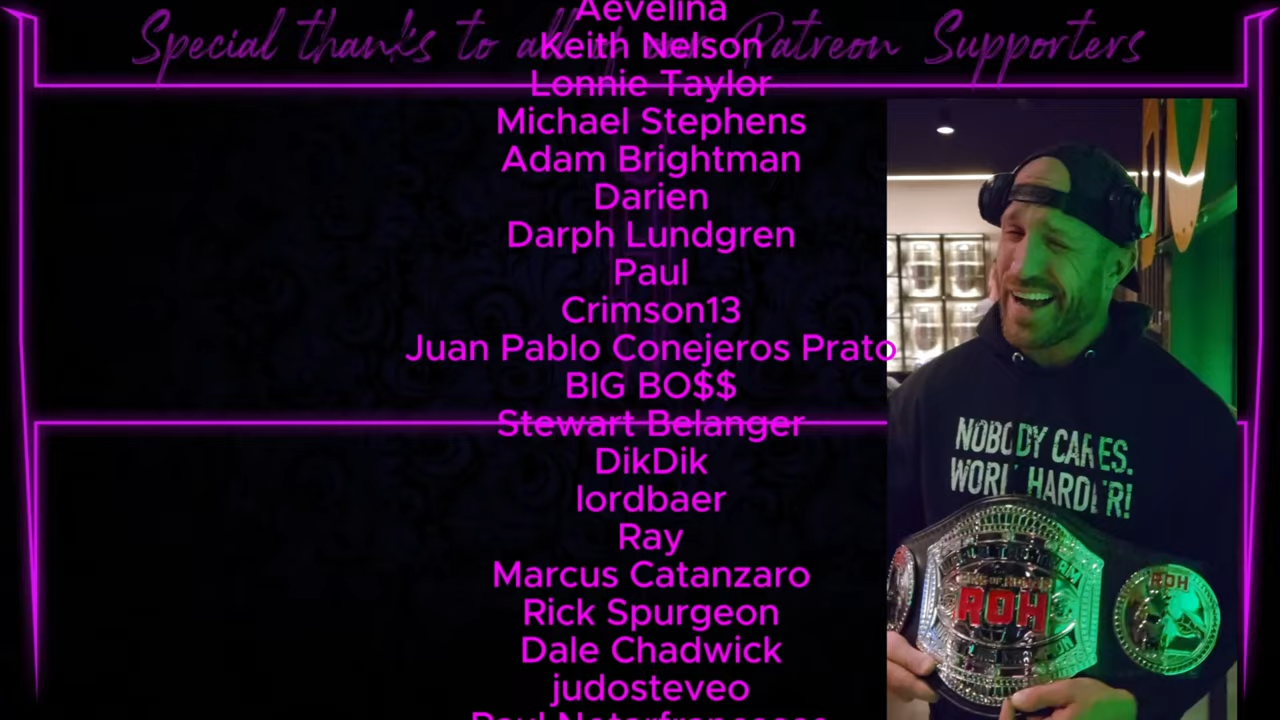 Aevelina
Special thanks to all of our Patreon Supporters
Keith Nelson
Lonnie Taylor
Michael Stephens
Adam Brightman
Darien
Darph Lundgren
Paul
Crimson13
Juan Pablo Conejeros Prato
BIG BO$$
Stewart Belanger
DikDik
lordbaer
Ray
Marcus Catanzaro
Rick Spurgeon
Dale Chadwick
judosteveo
NOBODY CARES.
WORK HARDER!
ROH
ROH